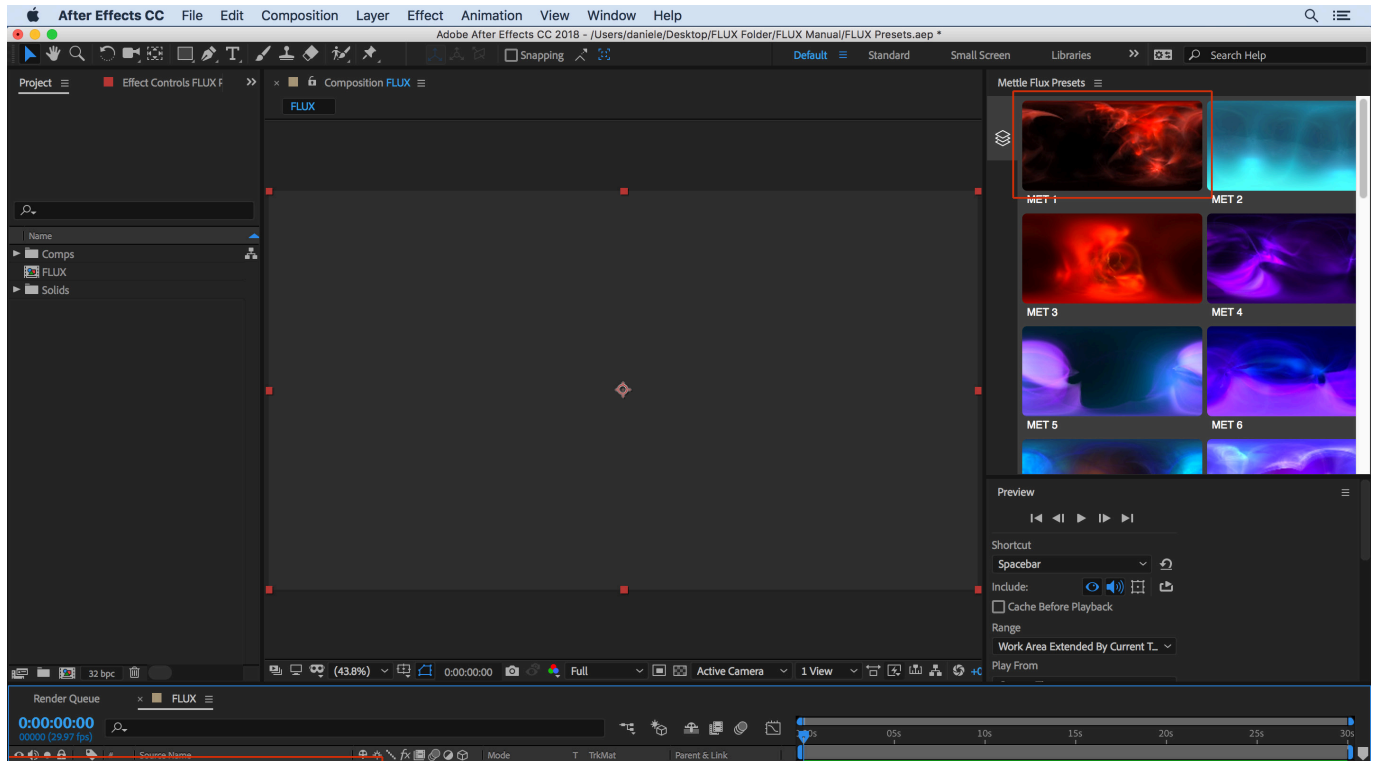 After Effects CC File Edit Composition Layer Effect Animation View Window Help
Adobe After Effects CC 2018 - /Users/daniele/Desktop/FLUX Folder/FLUX Manual/FLUX Presets.aep *
Snapping Default Standard Small Screen Libraries Search Help
Project Effect Controls FLUX F Composition FLUX Mettle Flux Presets
FLUX
MET 1 MET 2
Name
Comps
FLUX
Solids
MET 3 MET 4
MET 5 MET 6
Preview
Shortcut
Spacebar
Include:
Cache Before Playback
Range
Work Area Extended By Current T...
Play From
32 bpc (43.8%) 0:00:00:00 Full Active Camera 1 View +0
Render Queue FLUX
0:00:00:00
00000 (29.97 fps)
05s 10s 15s 20s 25s 30s
# Source Name Mode T TrkMat Parent & Link